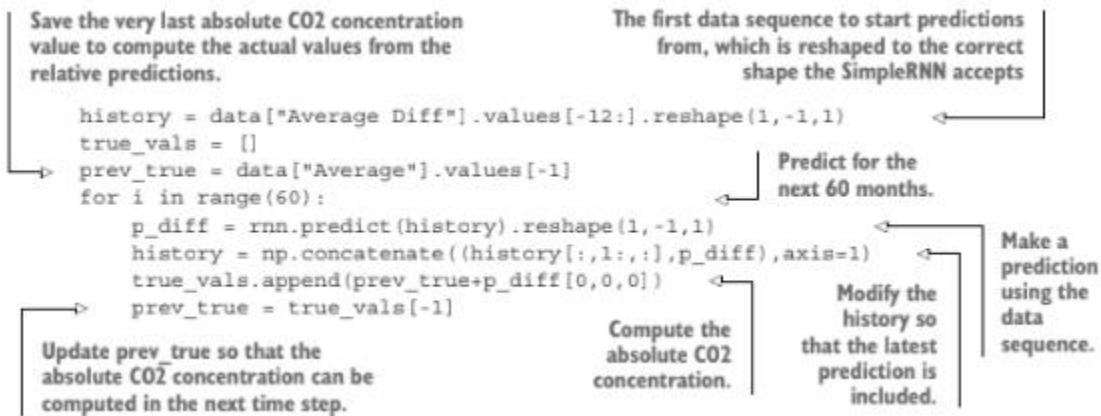 Save the very last absolute CO2 concentration
value to compute the actual values from the
relative predictions.
The first data sequence to start predictions
from, which is reshaped to the correct
shape the SimpleRNN accepts
history = data["Average Diff"].values[-12:].reshape(1,-1,1)
true_vals = []
prev_true = data["Average"].values[-1]
Predict for the
next 60 months.
for i in range(60):
p_diff = rnn.predict(history).reshape(1,-1,1)
history = np.concatenate((history[:,1:,:],p_diff),axis=1)
true_vals.append(prev_true+p_diff[0,0,0])
prev_true = true_vals[-1]
Make a
prediction
using the
data
sequence.
Modify the
history so
that the latest
prediction is
included.
Compute the
absolute CO2
concentration.
Update prev_true so that the
absolute CO2 concentration can be
computed in the next time step.